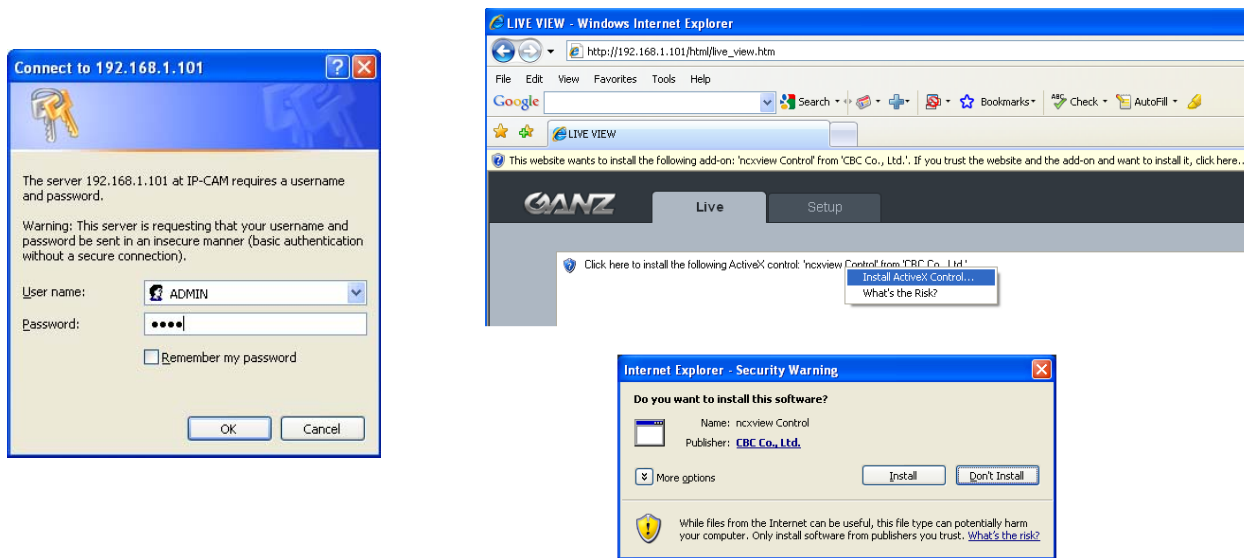 Connect to 192.168.1.101
The server 192.168.1.101 at IP-CAM requires a username
and password.
Warning: This server is requesting that your username and
password be sent in an insecure manner (basic authentication
without a secure connection).
User name:
ADMIN
Password:
Remember my password
OK
Cancel
LIVE VIEW - Windows Internet Explorer
http://192.168.1.101/html/live_view.htm
File Edit View Favorites Tools Help
Google
Search
Bookmarks
ABC
Check
AutoFill
LIVE VIEW
This website wants to install the following add-on: 'ncxview Control' from 'CBC Co., Ltd.'. If you trust the website and the add-on and want to install it, click here..
GANZ
Live
Setup
Click here to install the following ActiveX control: 'ncxview Control' from 'CBC Co., Ltd.'
Install ActiveX Control...
What's the Risk?
Internet Explorer - Security Warning
Do you want to install this software?
Name: ncxview Control
Publisher: CBC Co., Ltd.
More options
Install
Don't Install
While files from the Internet can be useful, this file type can potentially harm
your computer. Only install software from publishers you trust. What's the risk?